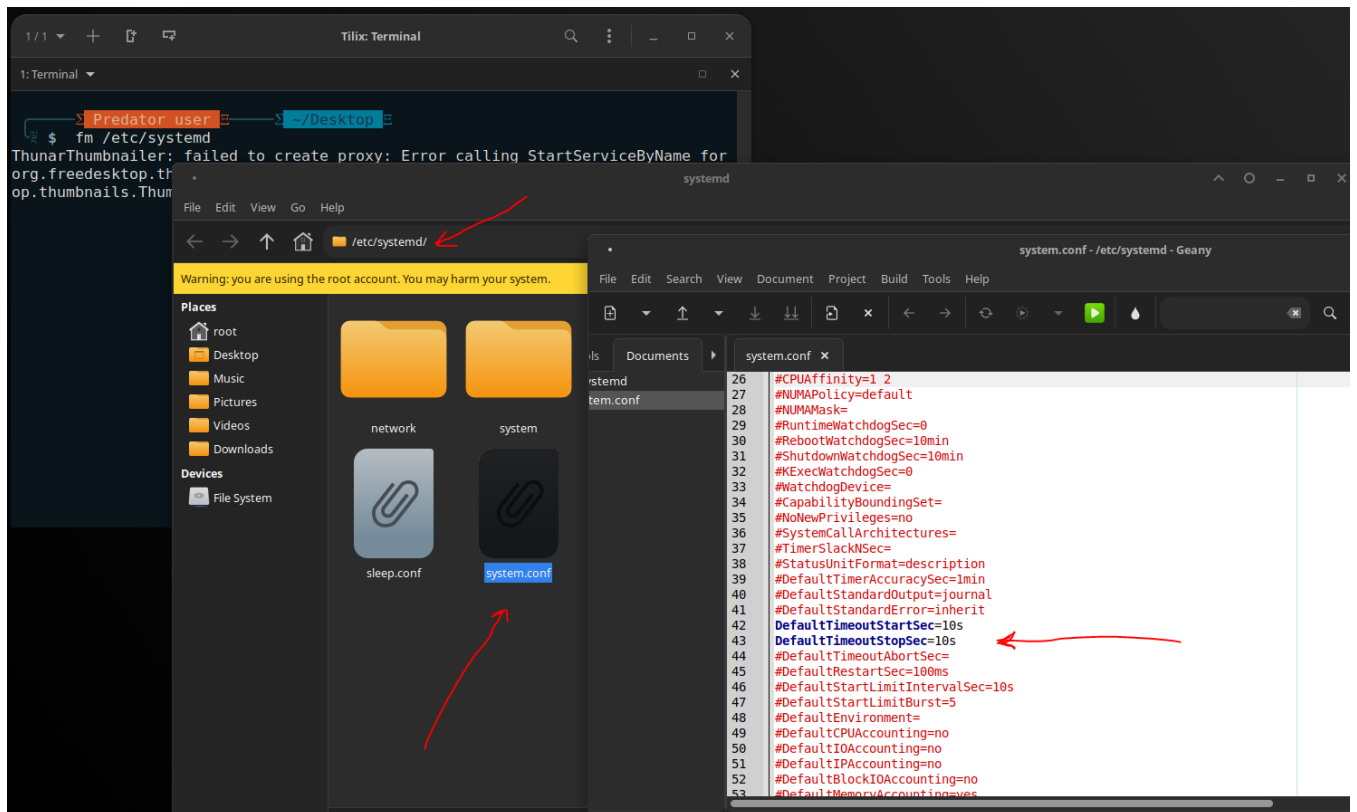 1 / 1
Tilix: Terminal
1: Terminal
Predator user
~/Desktop
$ fm /etc/systemd
ThunarThumbnailer: failed to create proxy: Error calling StartServiceByName for
org.freedesktop.th
op.thumbnails.Thum
systemd
File Edit View Go Help
/etc/systemd/
Warning: you are using the root account. You may harm your system.
Places
root
Desktop
Music
Pictures
Videos
Downloads
Devices
File System
network
system
sleep.conf
system.conf
system.conf - /etc/systemd - Geany
File Edit Search View Document Project Build Tools Help
ls Documents
system.conf
ystemd
tem.conf
26 #CPUAffinity=1 2
27 #NUMAPolicy=default
28 #NUMAMask=
29 #RuntimeWatchdogSec=0
30 #RebootWatchdogSec=10min
31 #ShutdownWatchdogSec=10min
32 #KExecWatchdogSec=0
33 #WatchdogDevice=
34 #CapabilityBoundingSet=
35 #NoNewPrivileges=no
36 #SystemCallArchitectures=
37 #TimerSlackNSec=
38 #StatusUnitFormat=description
39 #DefaultTimerAccuracySec=1min
40 #DefaultStandardOutput=journal
41 #DefaultStandardError=inherit
42 DefaultTimeoutStartSec=10s
43 DefaultTimeoutStopSec=10s
44 #DefaultTimeoutAbortSec=
45 #DefaultRestartSec=100ms
46 #DefaultStartLimitIntervalSec=10s
47 #DefaultStartLimitBurst=5
48 #DefaultEnvironment=
49 #DefaultCPUAccounting=no
50 #DefaultIOAccounting=no
51 #DefaultIPAccounting=no
52 #DefaultBlockIOAccounting=no
53 #DefaultMemoryAccounting=yes